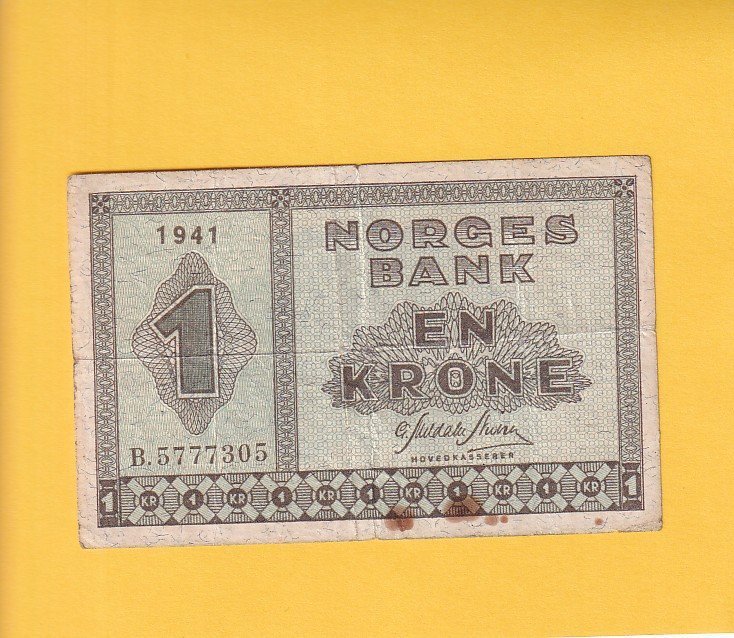 1941
NORGES
BANK
1
EN
KRONE
B.5777305
HOVEDKASSERER
1 KR 1 KR 1 KR 1 KR 1 KR 1 KR 1